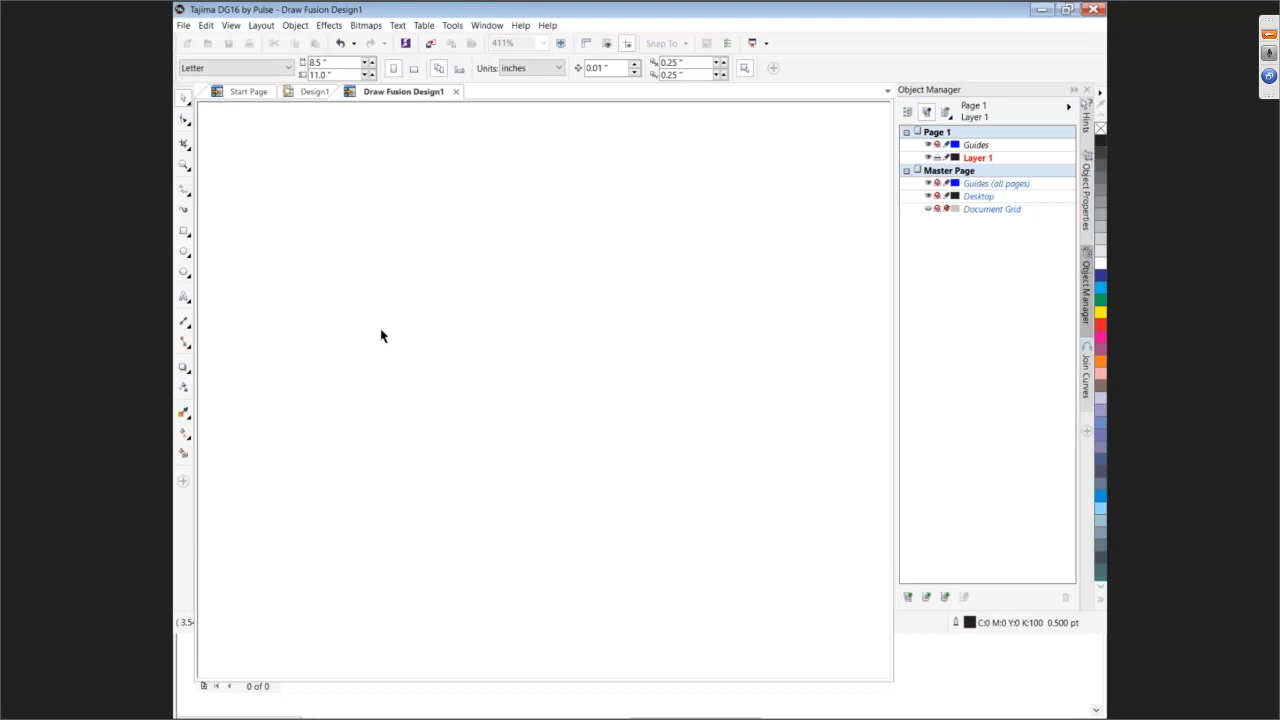 Tajima DG16 by Pulse - Draw Fusion Design1
File Edit View Layout Object Effects Bitmaps Text Table Tools Window Help Help
411% Snap To
Letter 8.5 " 11.0 " Units: inches 0.01 " 0.25 " 0.25 "
Start Page Design1 Draw Fusion Design1
Object Manager
Page 1
Layer 1
Page 1
Guides
Layer 1
Master Page
Guides (all pages)
Desktop
Document Grid
Hints
Object Properties
Object Manager
Join Curves
( 3.54
C:0 M:0 Y:0 K:100 0.500 pt
0 of 0